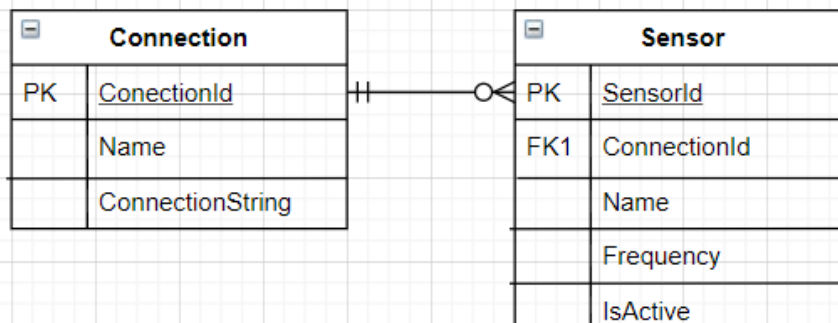 Connection
PK ConectionId
Name
ConnectionString
Sensor
PK SensorId
FK1 ConnectionId
Name
Frequency
IsActive